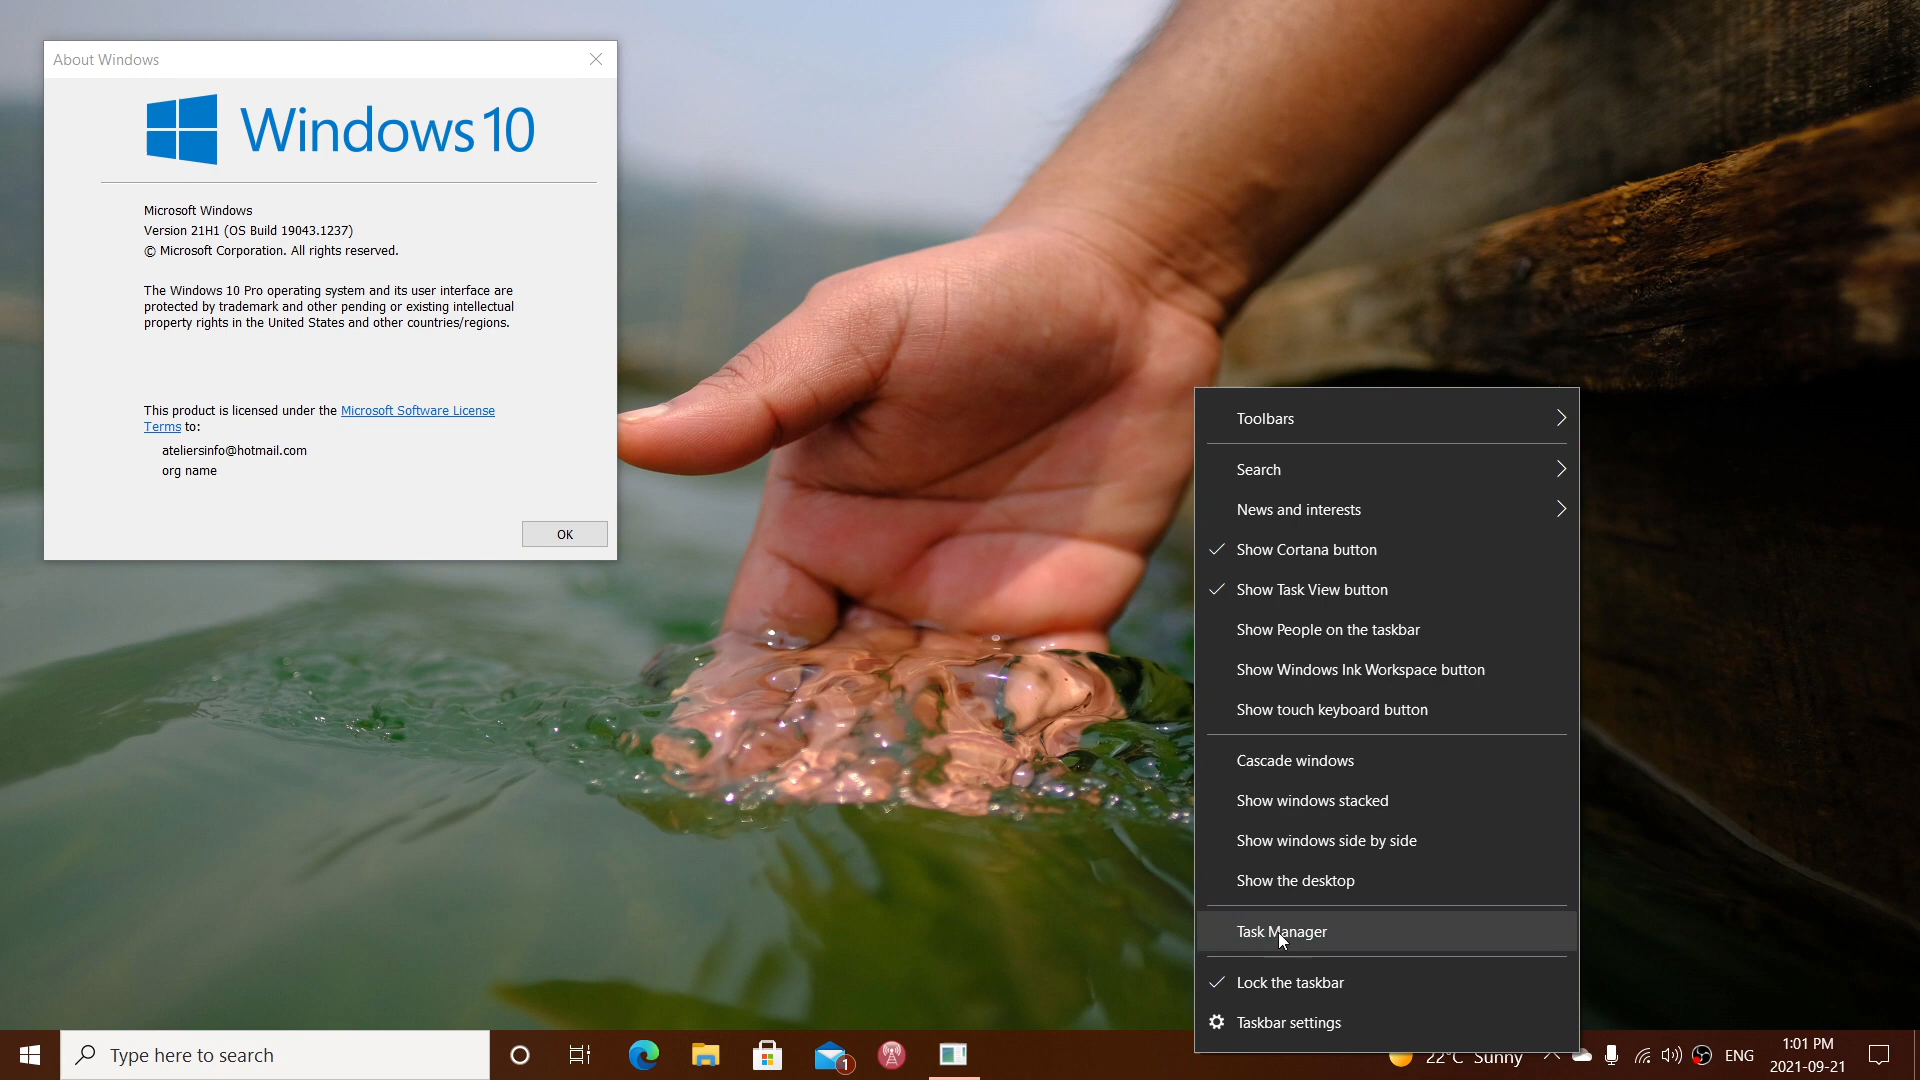 About Windows
Windows 10
Microsoft Windows
Version 21H1 (OS Build 19043.1237)
© Microsoft Corporation. All rights reserved.
The Windows 10 Pro operating system and its user interface are
protected by trademark and other pending or existing intellectual
property rights in the United States and other countries/regions.
This product is licensed under the Microsoft Software License
Terms to:
ateliersinfo@hotmail.com
org name
OK
Toolbars
Search
News and interests
Show Cortana button
Show Task View button
Show People on the taskbar
Show Windows Ink Workspace button
Show touch keyboard button
Cascade windows
Show windows stacked
Show windows side by side
Show the desktop
Task Manager
Lock the taskbar
Taskbar settings
Type here to search
1
22°C Sunny
ENG
1:01 PM
2021-09-21